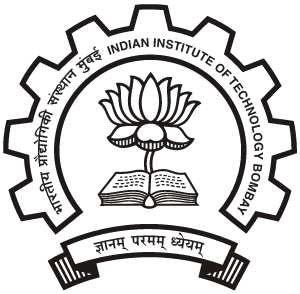 भारतीय प्रौद्योगिकी संस्थान मुंबई
INDIAN INSTITUTE OF TECHNOLOGY BOMBAY
ज्ञानम् परमम् ध्येयम्